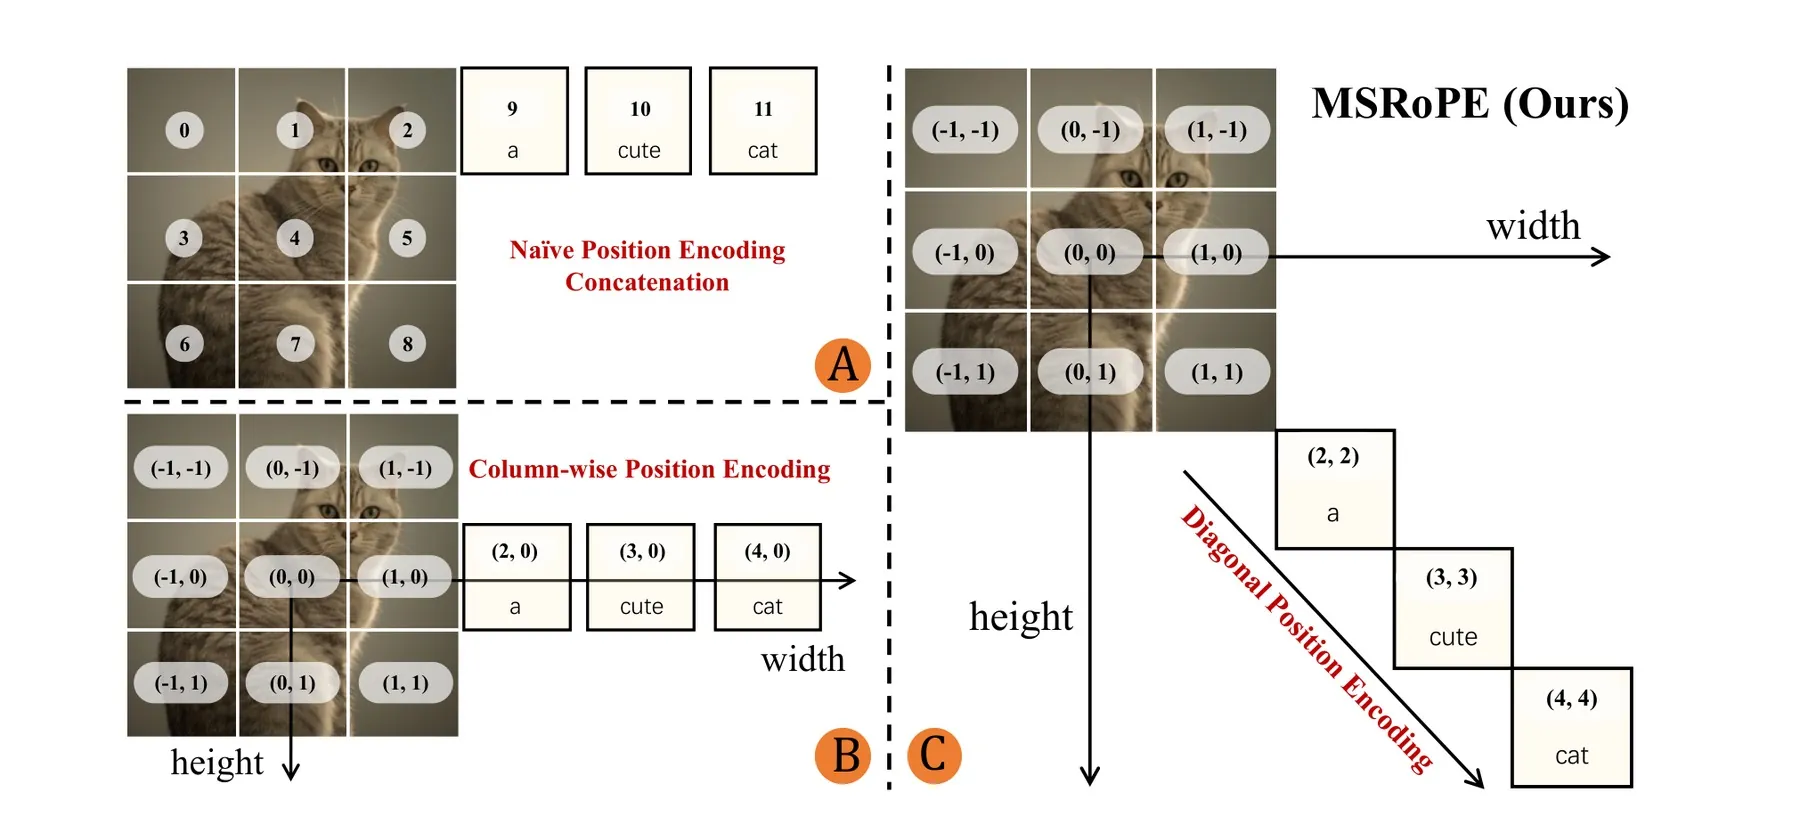 0 1 2
9 10 11
a cute cat
3 4 5
Naïve Position Encoding
Concatenation
6 7 8
A
(-1, -1) (0, -1) (1, -1)
Column-wise Position Encoding
(2, 0) (3, 0) (4, 0)
(-1, 0) (0, 0) (1, 0)
a cute cat
width
(-1, 1) (0, 1) (1, 1)
height
B
MSRoPE (Ours)
(-1, -1) (0, -1) (1, -1)
width
(-1, 0) (0, 0) (1, 0)
(-1, 1) (0, 1) (1, 1)
(2, 2)
a
(3, 3)
cute
(4, 4)
cat
height
Diagonal Position Encoding
C